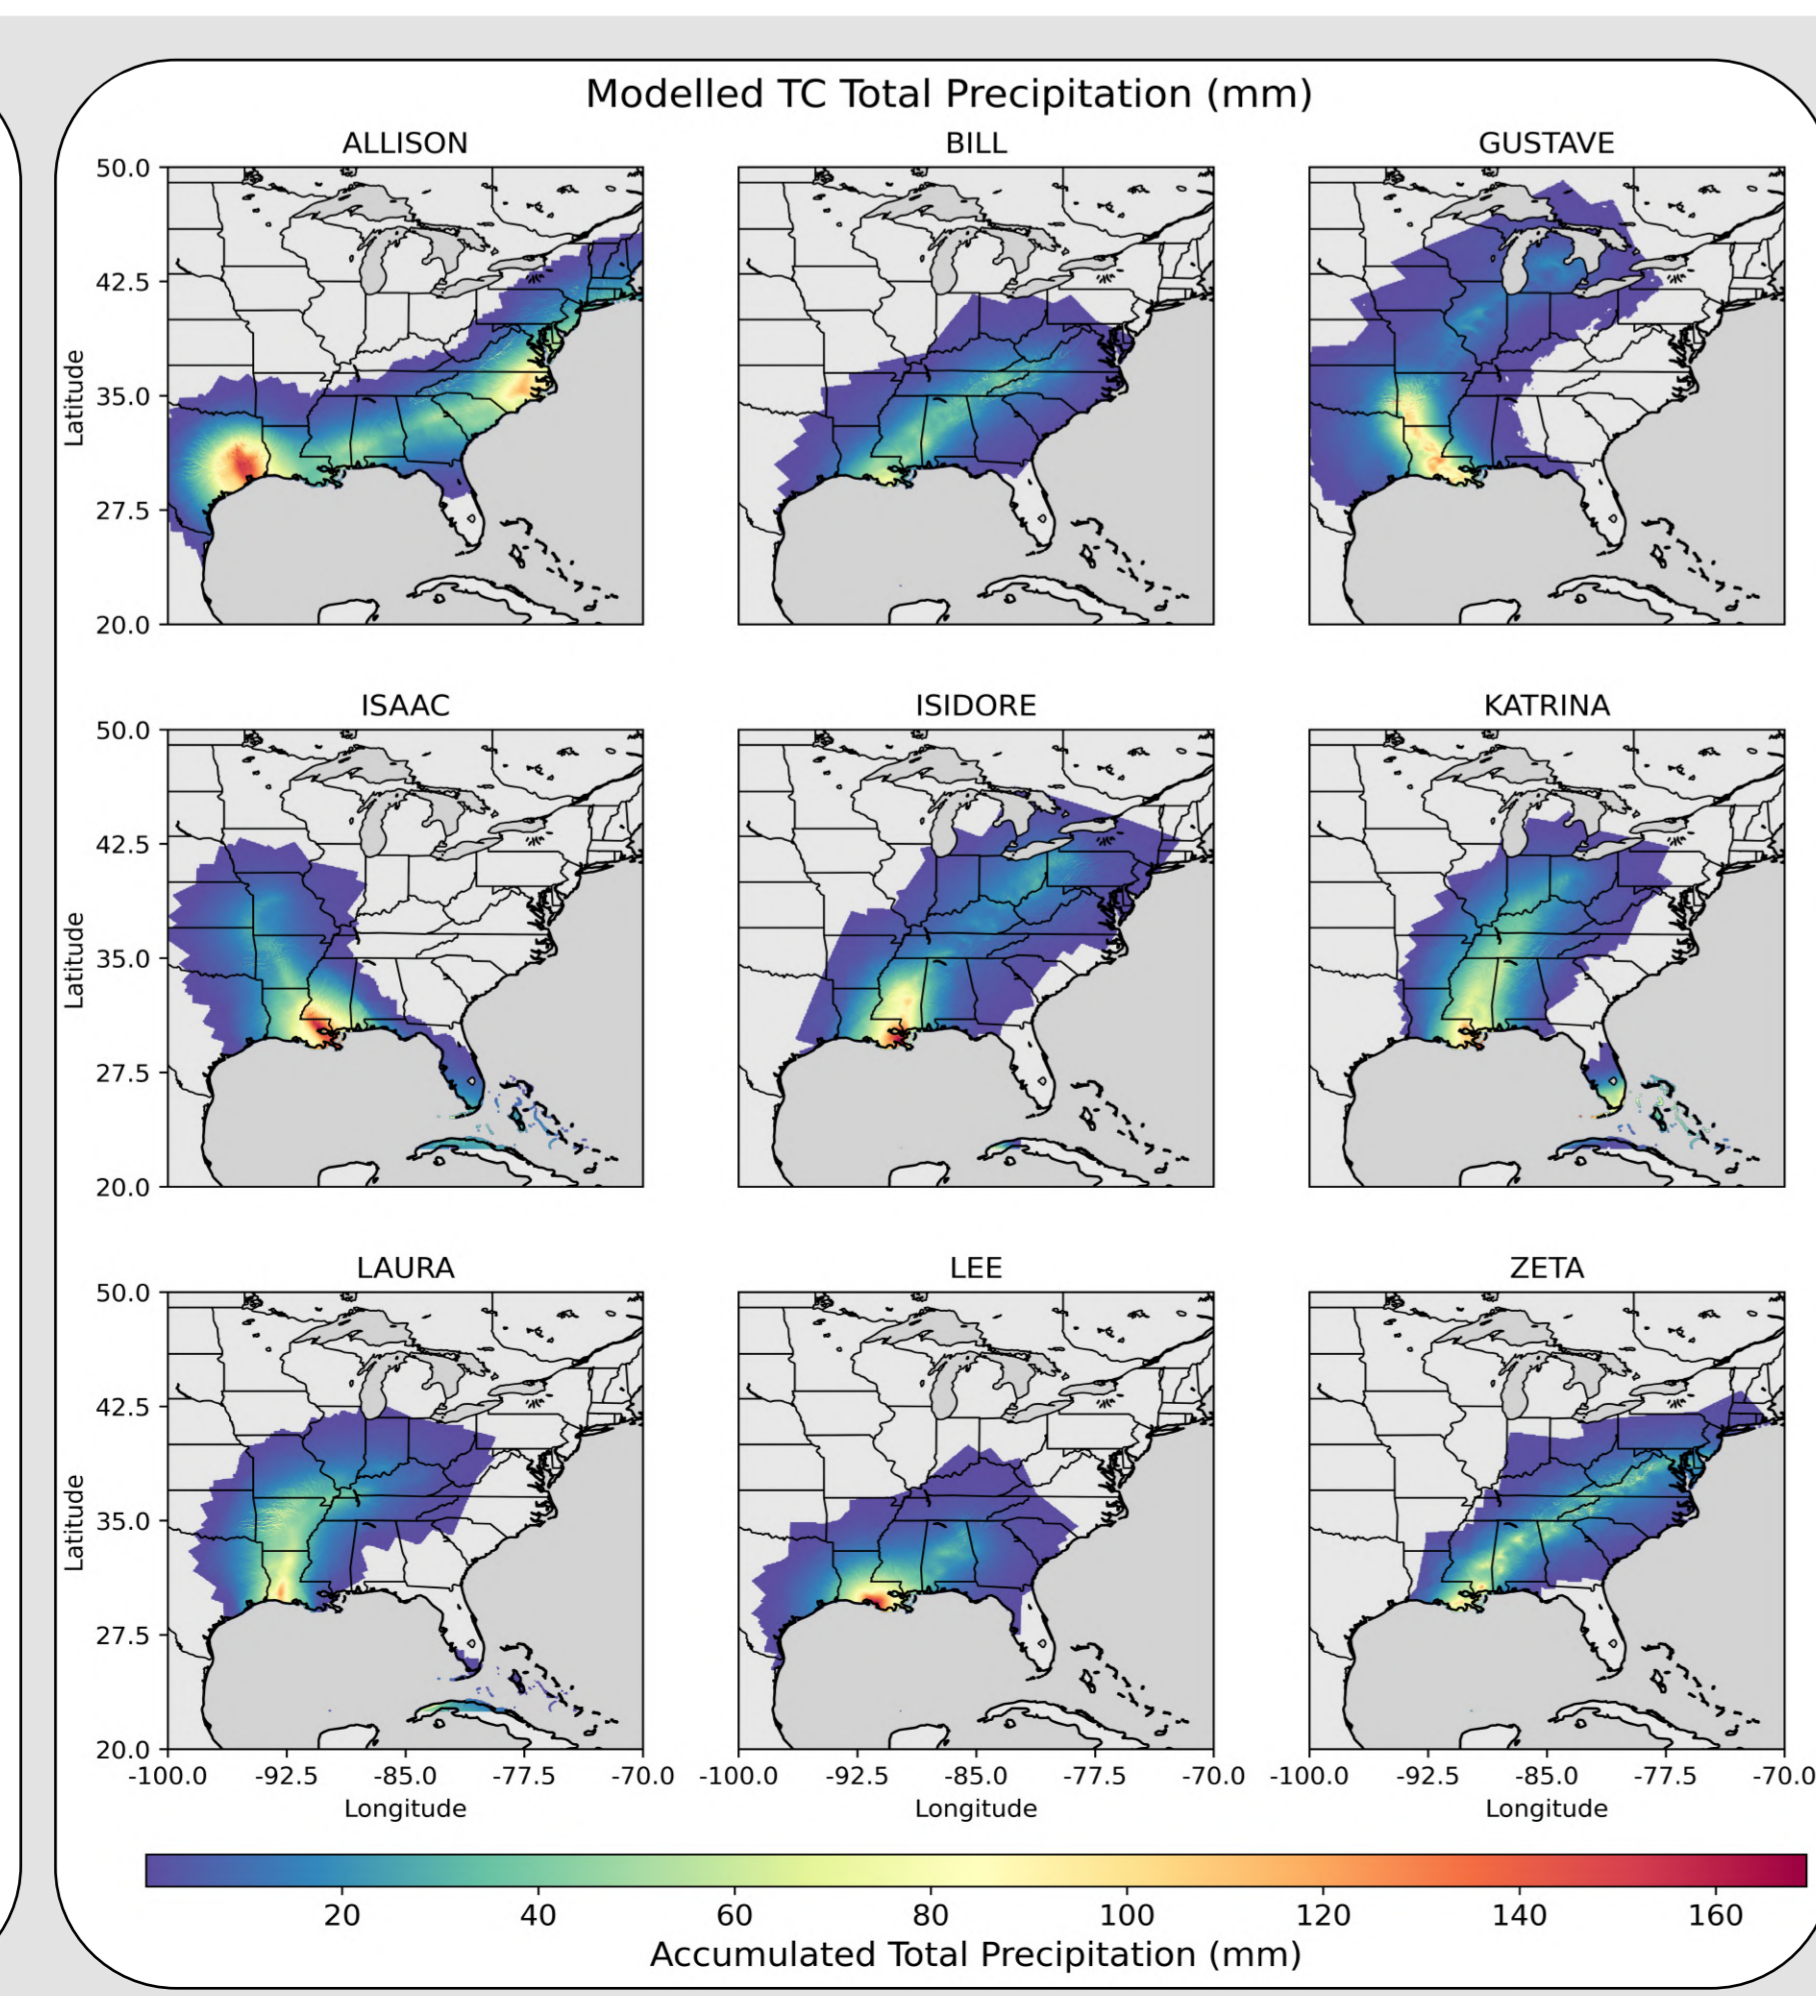 Modelled TC Total Precipitation (mm)
ALLISON BILL GUSTAVE
50.0
42.5
35.0
27.5
20.0
Latitude
ISAAC ISIDORE KATRINA
50.0
42.5
35.0
27.5
20.0
Latitude
LAURA LEE ZETA
50.0
42.5
35.0
27.5
20.0
Latitude
-100.0 -92.5 -85.0 -77.5 -70.0 -100.0 -92.5 -85.0 -77.5 -70.0 -100.0 -92.5 -85.0 -77.5 -70.0
Longitude Longitude Longitude
20 40 60 80 100 120 140 160
Accumulated Total Precipitation (mm)